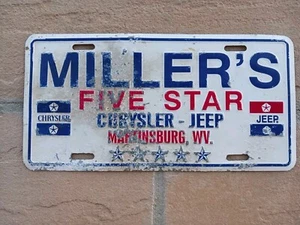 MILLER'S
FIVE STAR
CHRYSLER
JEEP
CHRYSLER - JEEP
MARTINSBURG, WV.